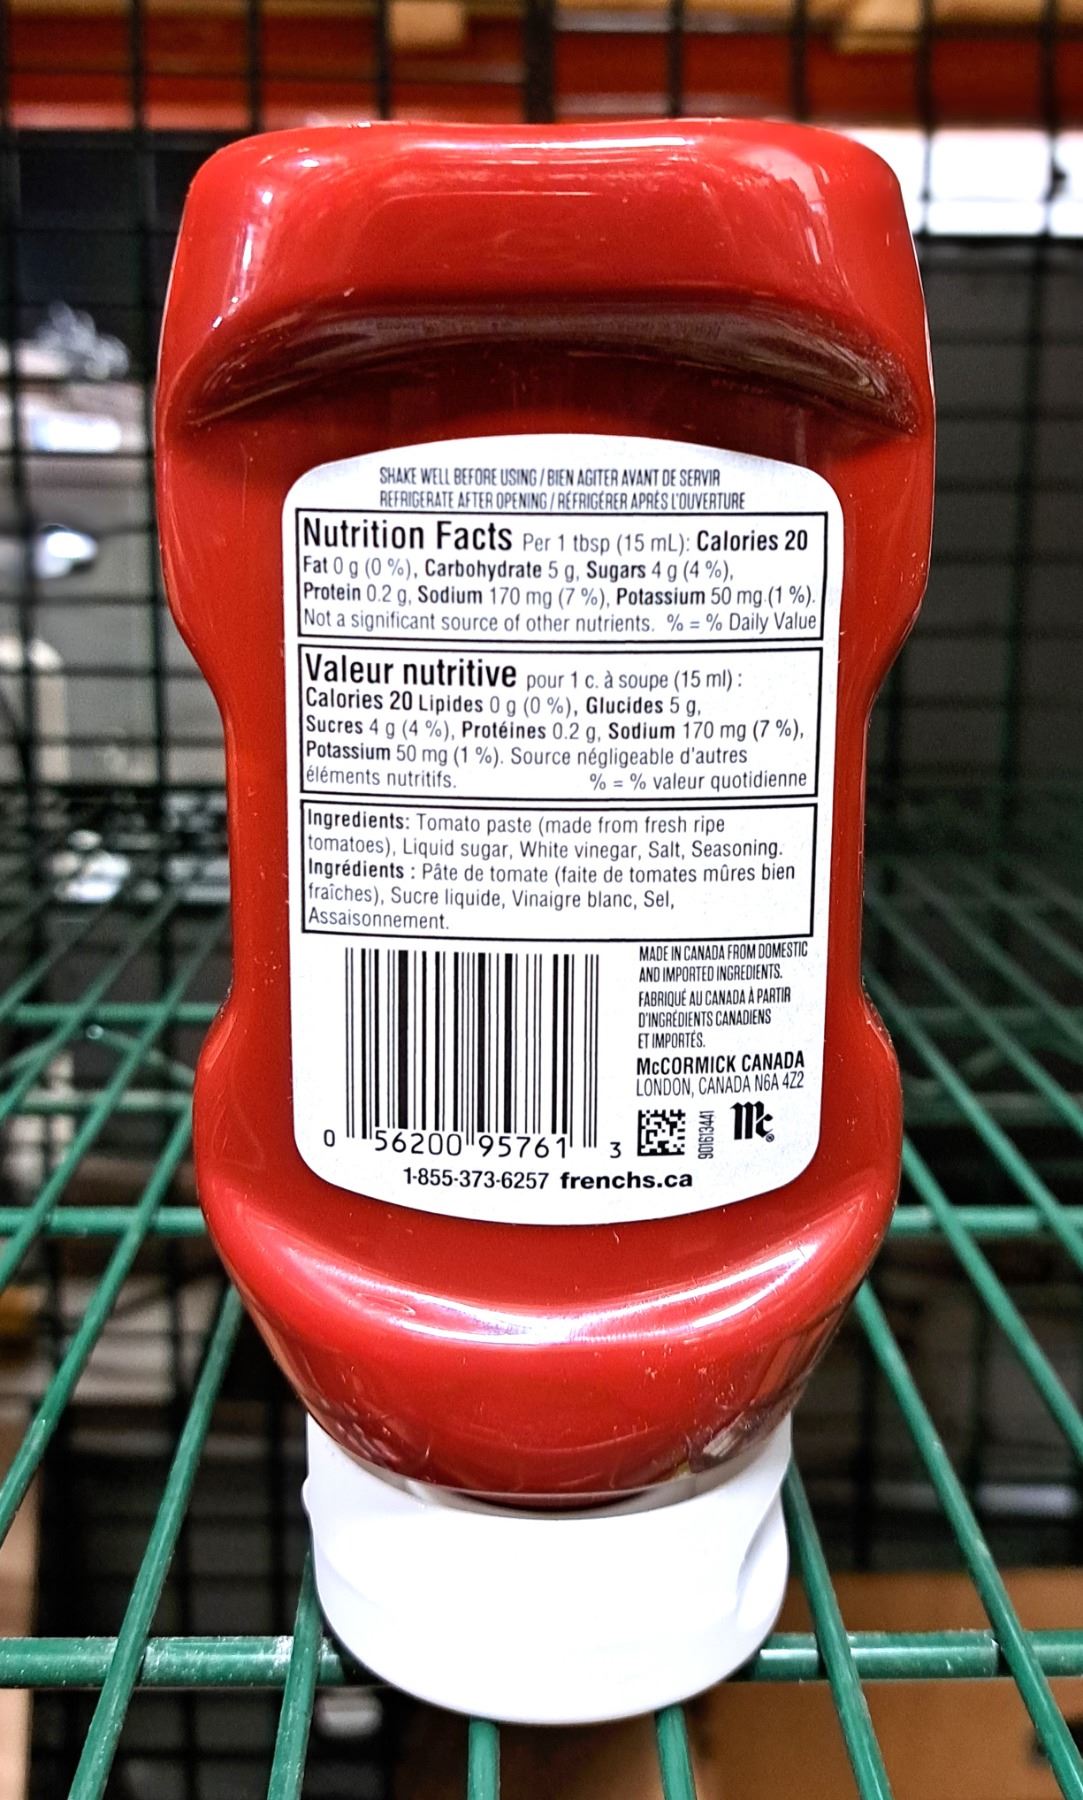 SHAKE WELL BEFORE USING / BIEN AGITER AVANT DE SERVIR
REFRIGERATE AFTER OPENING / RÉFRIGÉRER APRÈS L'OUVERTURE
Nutrition Facts Per 1 tbsp (15 mL): Calories 20
Fat 0 g (0 %), Carbohydrate 5 g, Sugars 4 g (4 %),
Protein 0.2 g, Sodium 170 mg (7 %), Potassium 50 mg (1 %).
Not a significant source of other nutrients. % = % Daily Value
Valeur nutritive pour 1 c. à soupe (15 ml) :
Calories 20 Lipides 0 g (0 %), Glucides 5 g,
Sucres 4 g (4 %), Protéines 0.2 g, Sodium 170 mg (7 %),
Potassium 50 mg (1 %). Source négligeable d'autres
éléments nutritifs. % = % valeur quotidienne
Ingredients: Tomato paste (made from fresh ripe
tomatoes), Liquid sugar, White vinegar, Salt, Seasoning.
Ingrédients : Pâte de tomate (faite de tomates mûres bien
fraîches), Sucre liquide, Vinaigre blanc, Sel,
Assaisonnement.
MADE IN CANADA FROM DOMESTIC
AND IMPORTED INGREDIENTS.
FABRIQUÉ AU CANADA À PARTIR
D'INGRÉDIENTS CANADIENS
ET IMPORTÉS.
McCORMICK CANADA
LONDON, CANADA N6A 4Z2
901613441
Mc®
0 56200 95761 3
1-855-373-6257 frenchs.ca